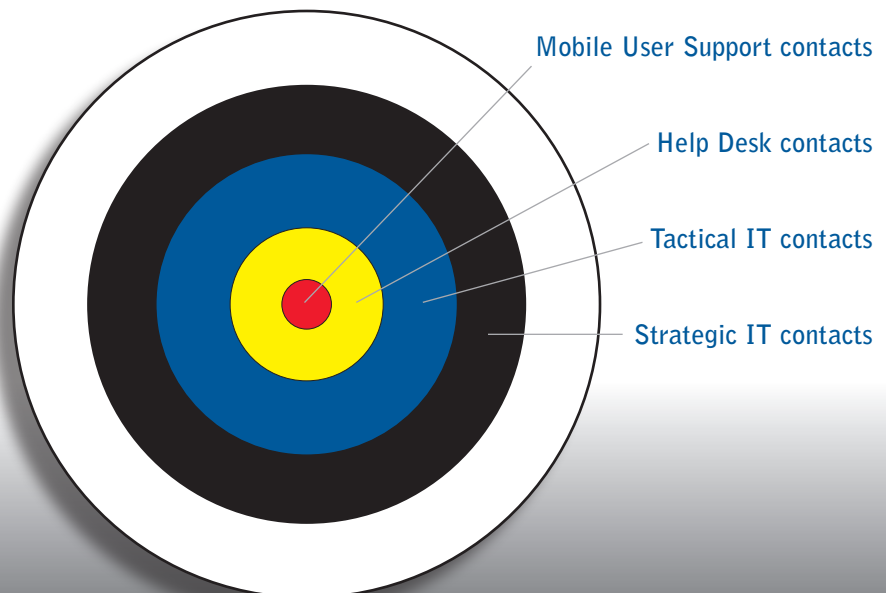 Mobile User Support contacts
Help Desk contacts
Tactical IT contacts
Strategic IT contacts